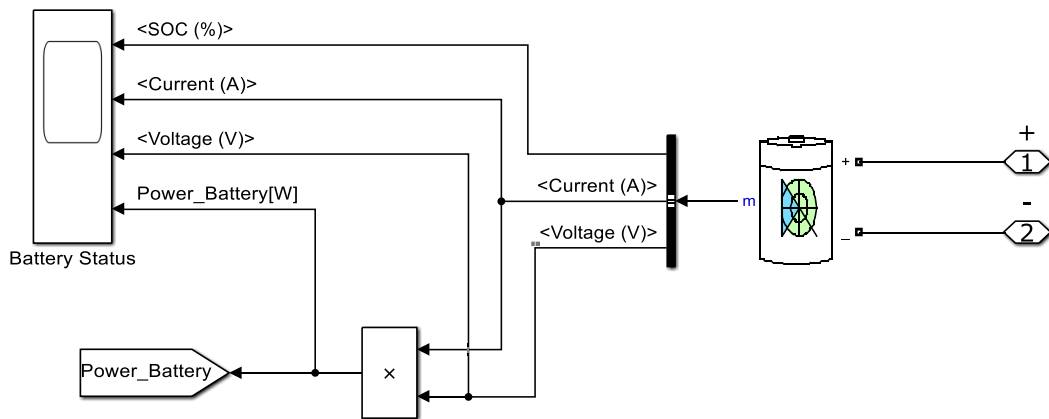 <SOC (%)>
<Current (A)>
<Voltage (V)>
Power_Battery[W]
Battery Status
<Current (A)>
<Voltage (V)>
m
+
_
+
1
-
2
×
Power_Battery